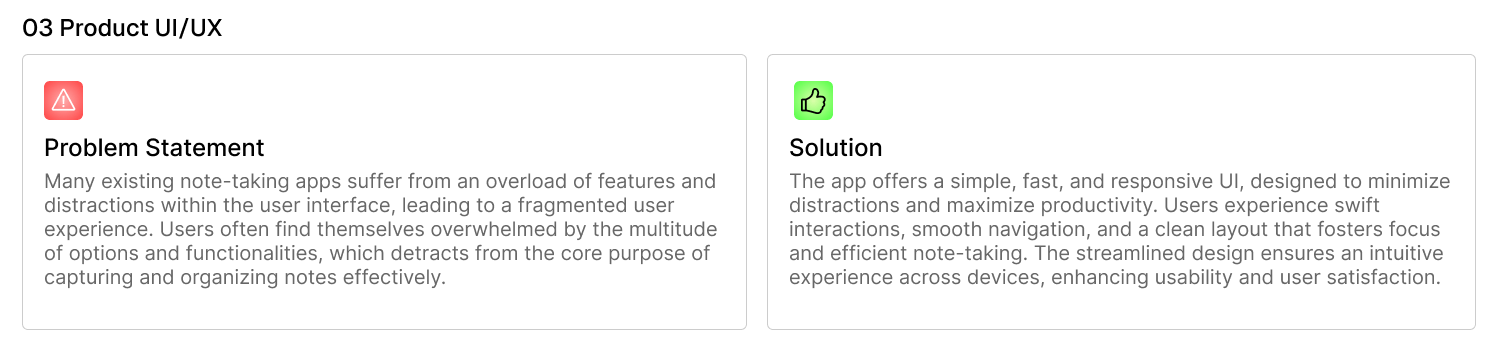 03 Product UI/UX
Problem Statement
Many existing note-taking apps suffer from an overload of features and
distractions within the user interface, leading to a fragmented user
experience. Users often find themselves overwhelmed by the multitude
of options and functionalities, which detracts from the core purpose of
capturing and organizing notes effectively.
Solution
The app offers a simple, fast, and responsive UI, designed to minimize
distractions and maximize productivity. Users experience swift
interactions, smooth navigation, and a clean layout that fosters focus
and efficient note-taking. The streamlined design ensures an intuitive
experience across devices, enhancing usability and user satisfaction.